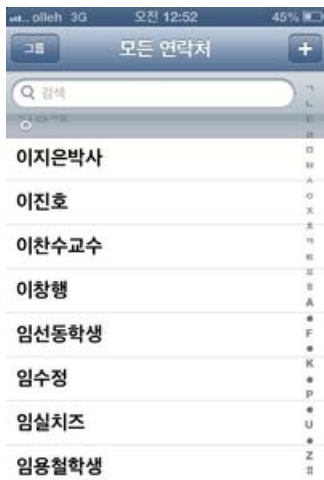 olleh 3G 오전 12:52 45%
그룹 모든 연락처 +
검색
ㅇ
이지은박사
이진호
이찬수교수
이창행
임선동학생
임수정
임실치즈
임용철학생
ㄱ
ㄴ
ㄷ
ㄹ
ㅁ
ㅂ
ㅅ
ㅇ
ㅈ
ㅊ
ㅋ
ㅌ
ㅍ
ㅎ
A
F
K
P
U
Z
#